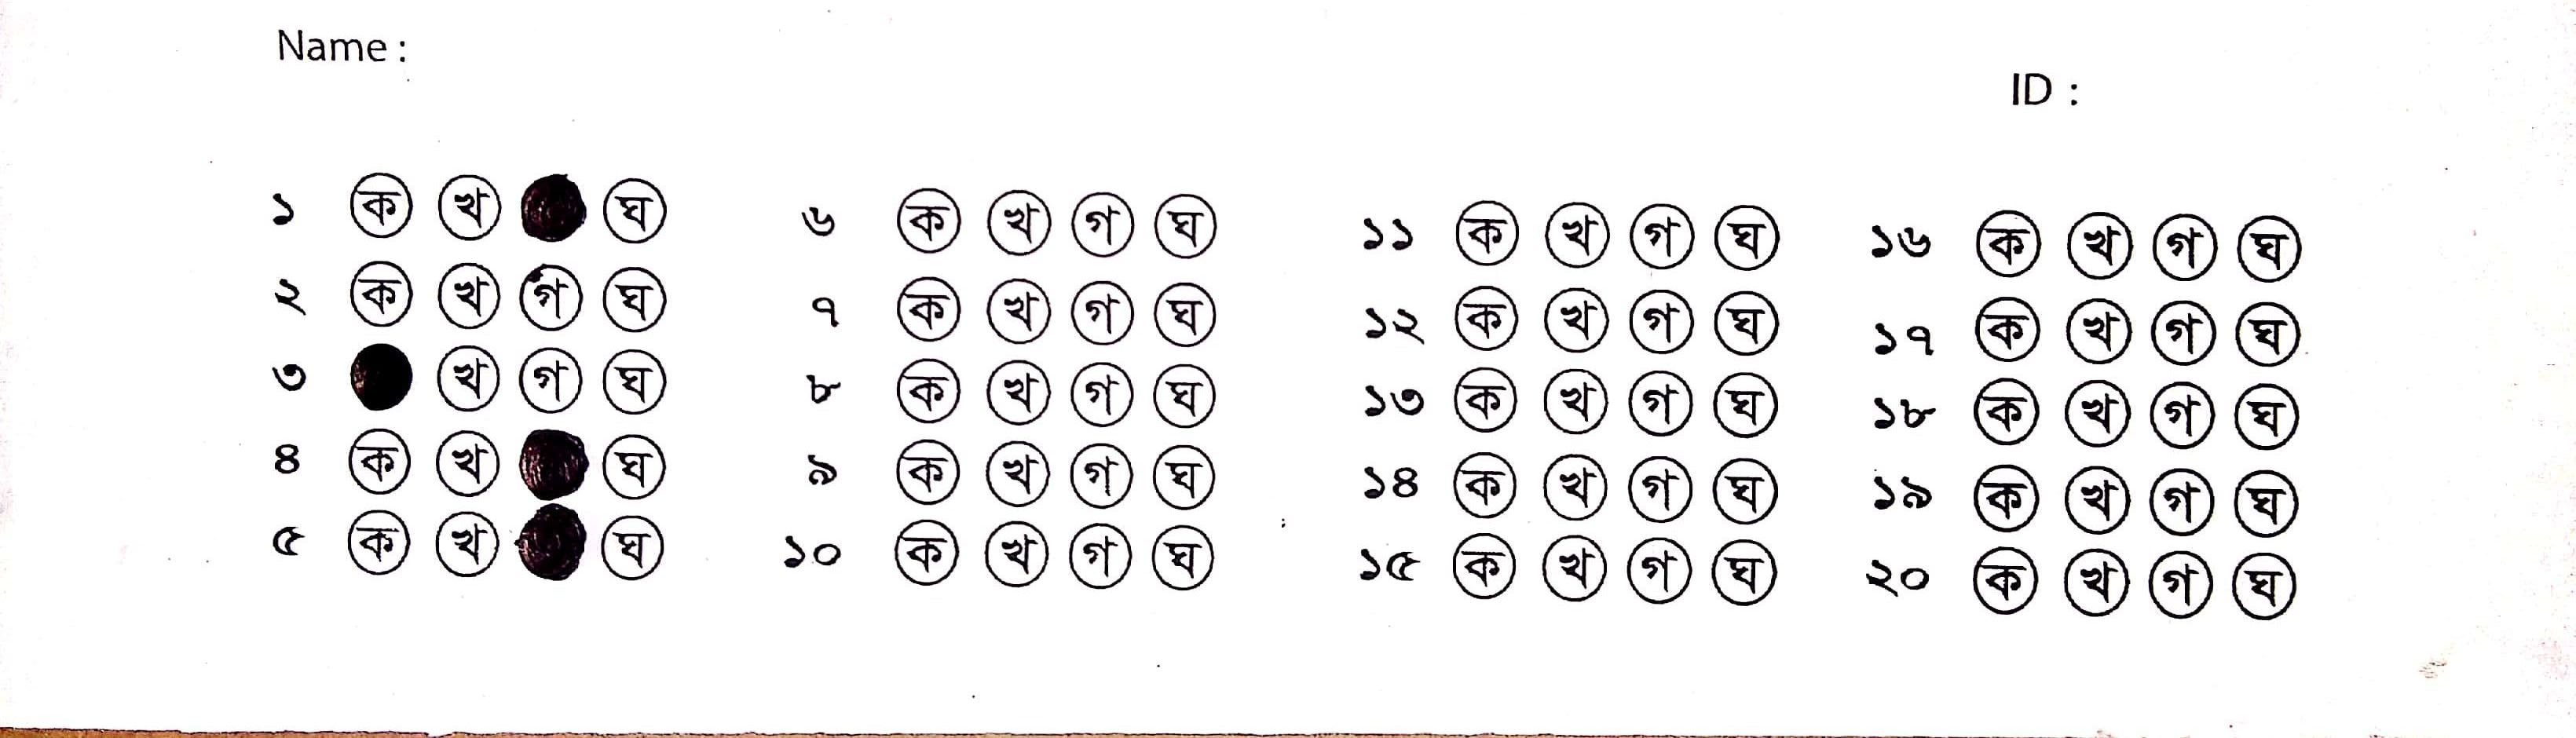 Name :
ID :
১ ক খ ঘ
২ ক খ গ ঘ
৩ খ গ ঘ
৪ ক খ ঘ
৫ ক খ ঘ
৬ ক খ গ ঘ
৭ ক খ গ ঘ
৮ ক খ গ ঘ
৯ ক খ গ ঘ
১০ ক খ গ ঘ
১১ ক খ গ ঘ
১২ ক খ গ ঘ
১৩ ক খ গ ঘ
১৪ ক খ গ ঘ
১৫ ক খ গ ঘ
১৬ ক খ গ ঘ
১৭ ক খ গ ঘ
১৮ ক খ গ ঘ
১৯ ক খ গ ঘ
২০ ক খ গ ঘ